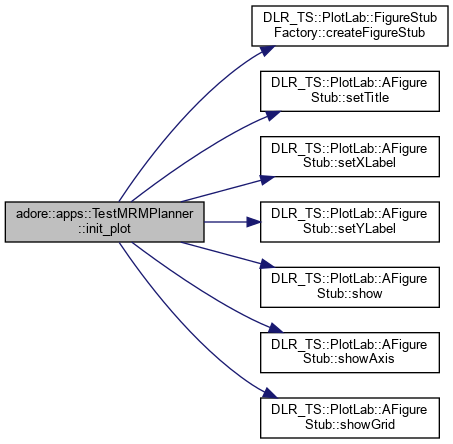 DLR_TS::PlotLab::FigureStub
Factory::createFigureStub
DLR_TS::PlotLab::AFigure
Stub::setTitle
DLR_TS::PlotLab::AFigure
Stub::setXLabel
adore::apps::TestMRMPlanner
::init_plot
DLR_TS::PlotLab::AFigure
Stub::setYLabel
DLR_TS::PlotLab::AFigure
Stub::show
DLR_TS::PlotLab::AFigure
Stub::showAxis
DLR_TS::PlotLab::AFigure
Stub::showGrid